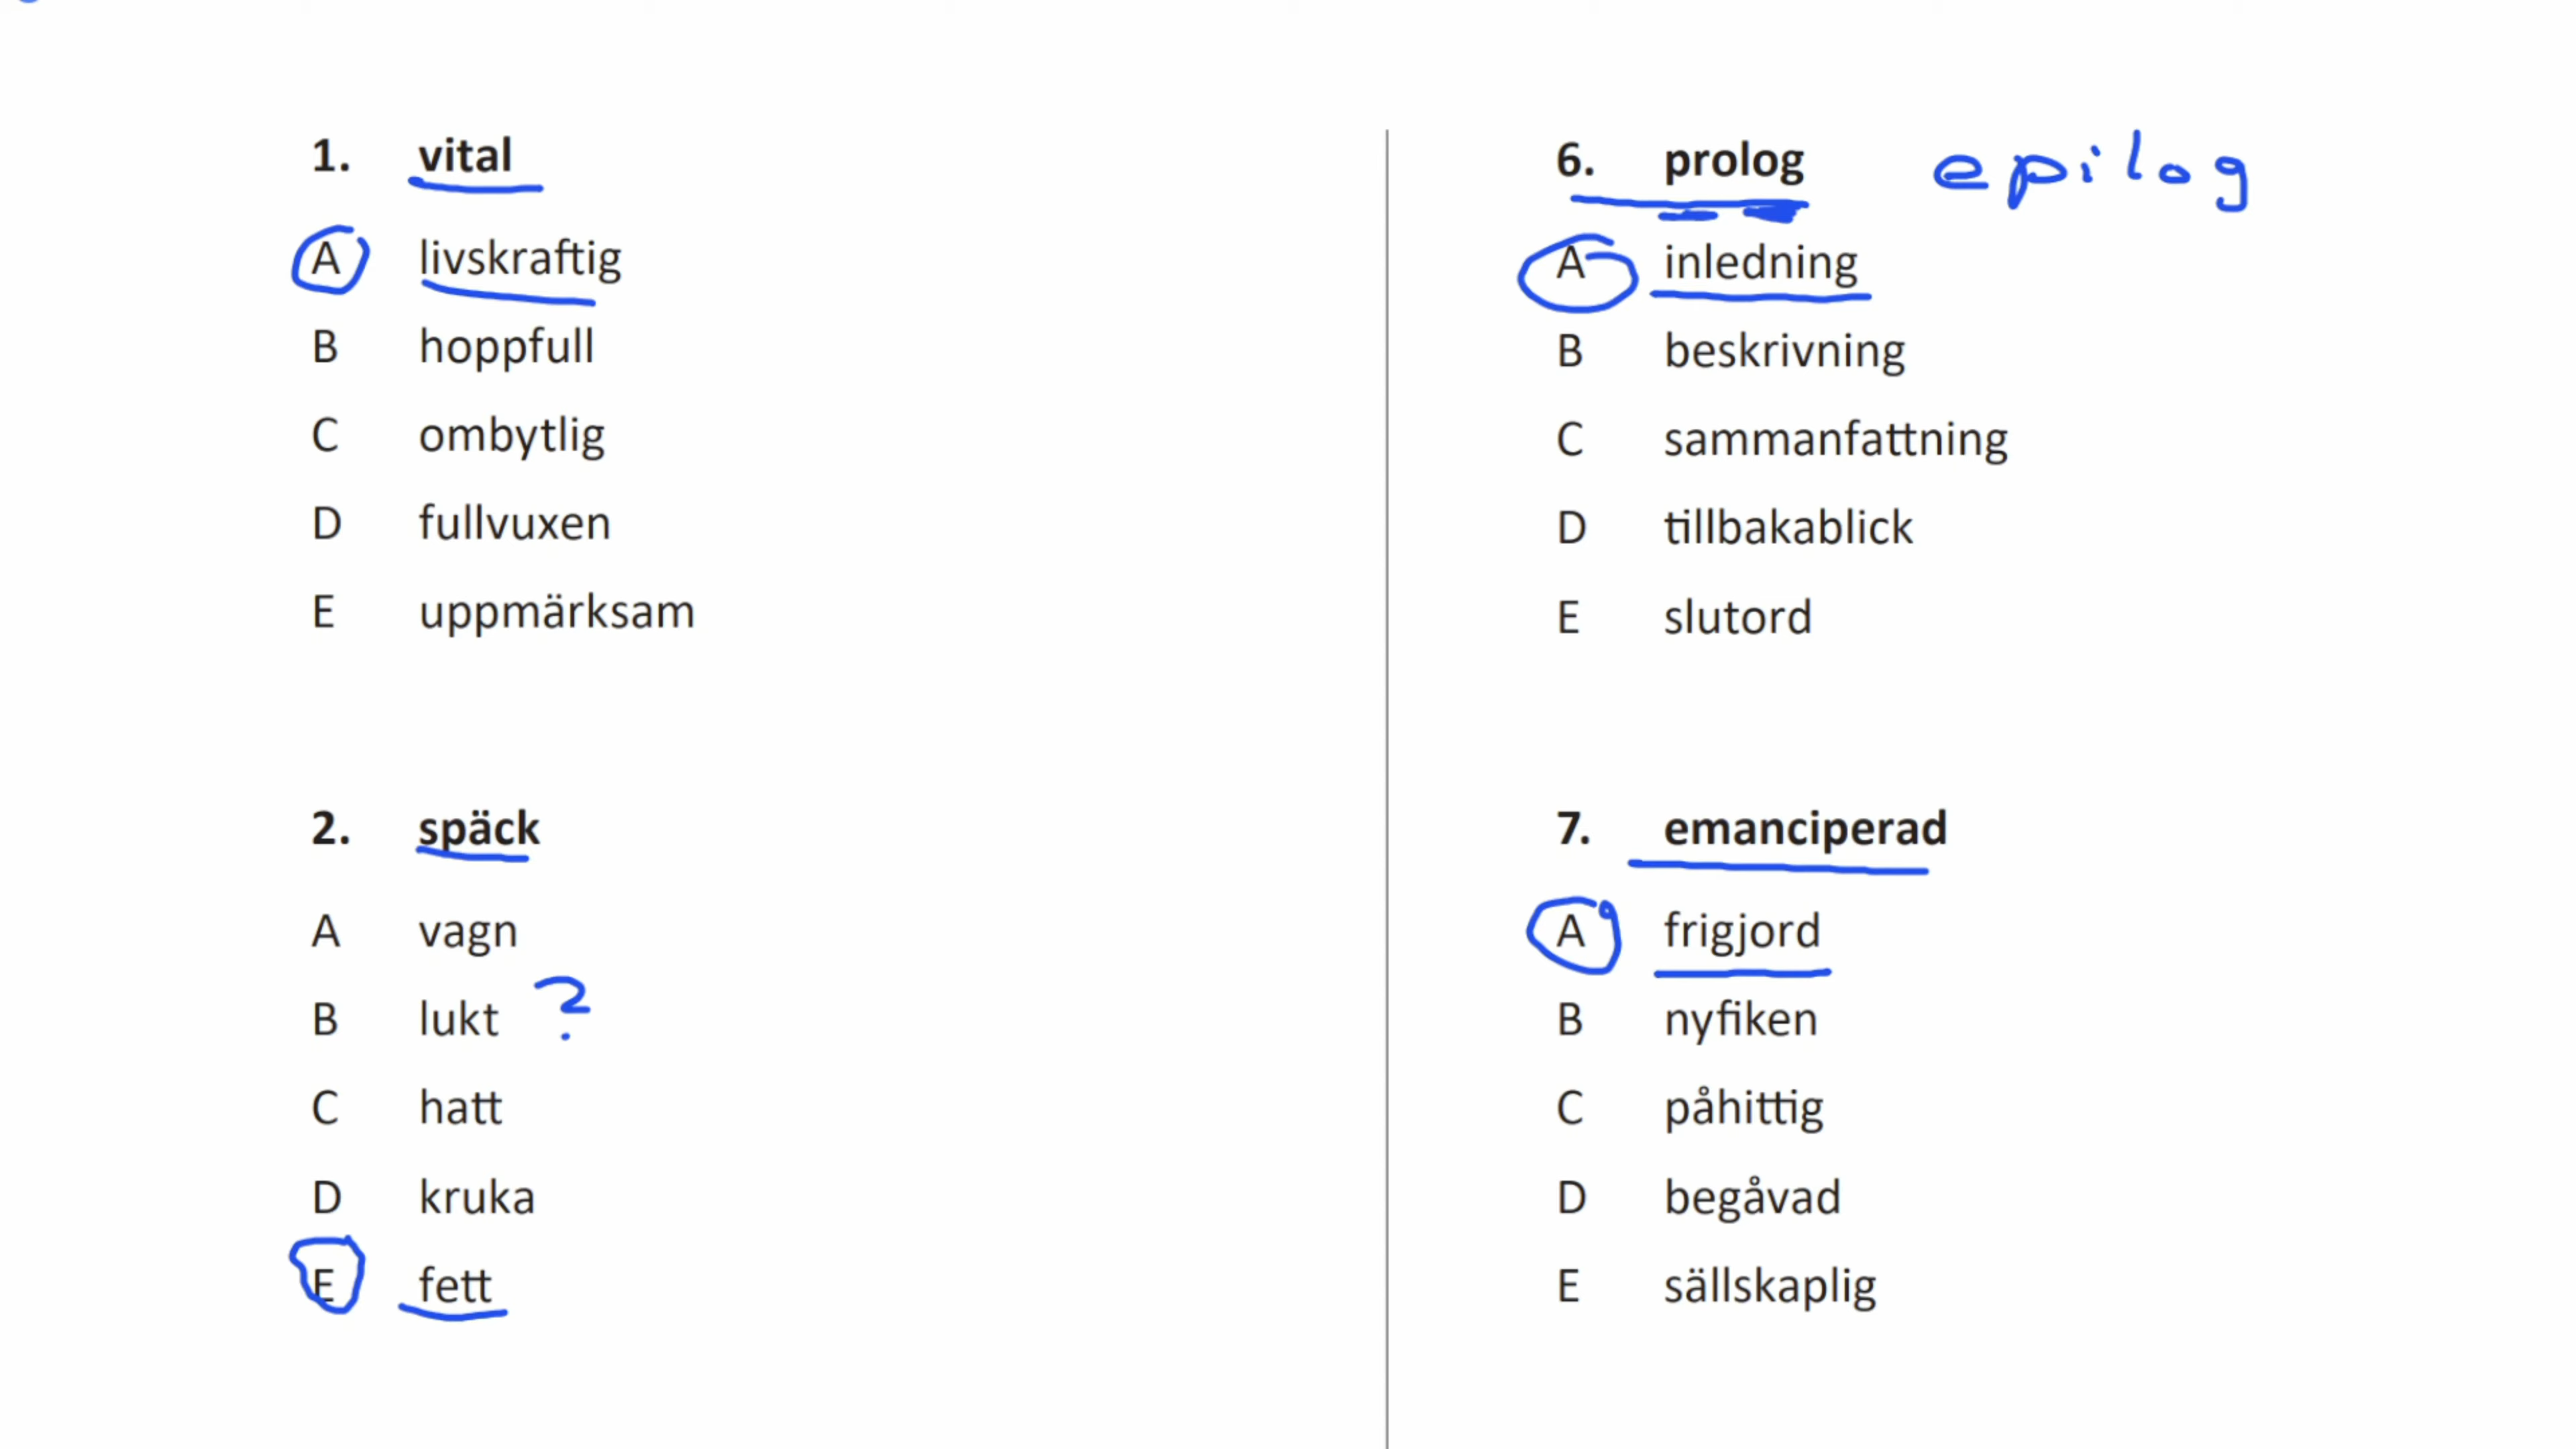 1. vital
A livskraftig
B hoppfull
C ombytlig
D fullvuxen
E uppmärksam
2. späck
A vagn
B lukt ?
C hatt
D kruka
E fett
6. prolog epilog
A inledning
B beskrivning
C sammanfattning
D tillbakablick
E slutord
7. emanciperad
A frigjord
B nyfiken
C påhittig
D begåvad
E sällskaplig